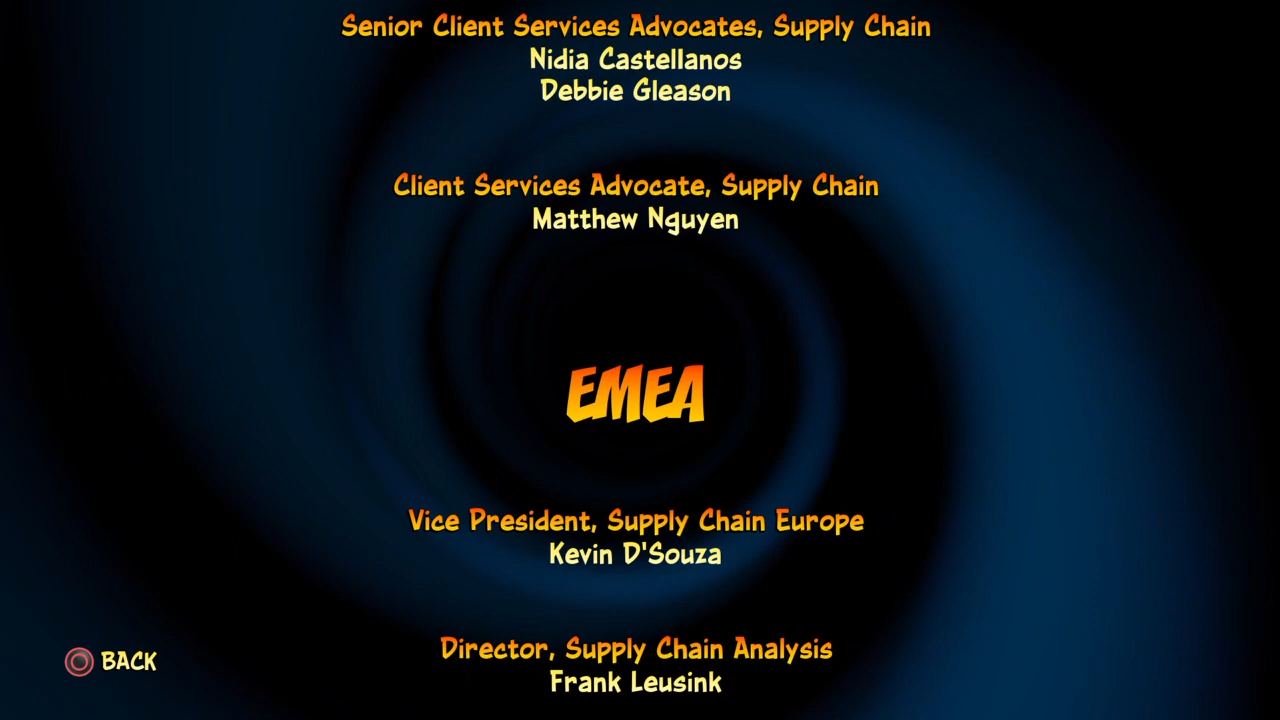 Senior Client Services Advocates, Supply Chain
Nidia Castellanos
Debbie Gleason
Client Services Advocate, Supply Chain
Matthew Nguyen
EMEA
Vice President, Supply Chain Europe
Kevin D'Souza
Director, Supply Chain Analysis
Frank Leusink
BACK